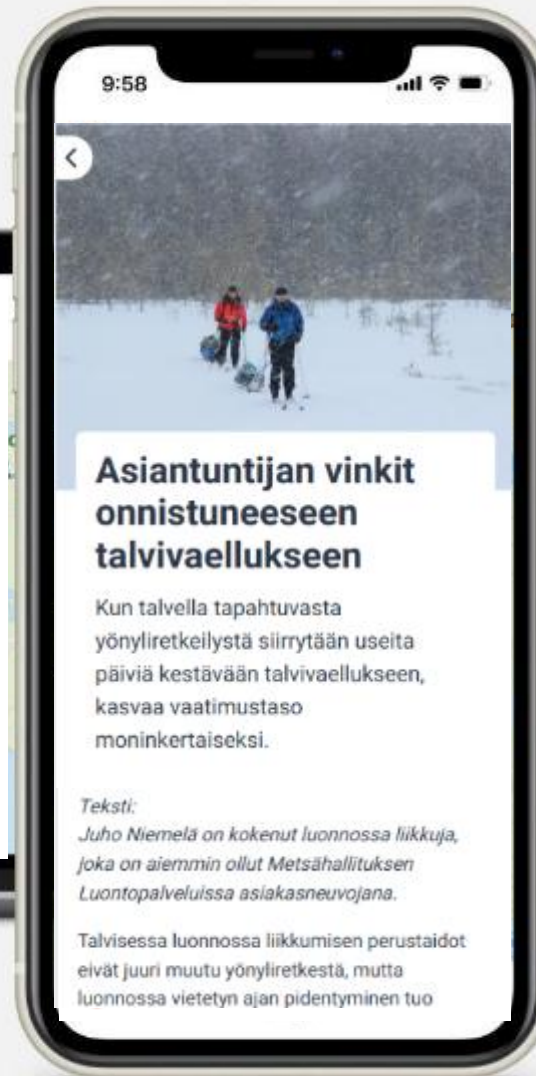 9:58
Asiantuntijan vinkit
onnistuneeseen
talvivaellukseen
Kun talvella tapahtuvasta
yönyliretkeilystä siirrytään useita
päiviä kestävään talvivaellukseen,
kasvaa vaatimustaso
moninkertaiseksi.
Teksti:
Juho Niemelä on kokenut luonnossa liikkuja,
joka on aiemmin ollut Metsähallituksen
Luontopalveluissa asiakasneuvojana.
Talvisessa luonnossa liikkumisen perustaidot
eivät juuri muutu yönyliretkestä, mutta
luonnossa vietetyn ajan pidentyminen tuo